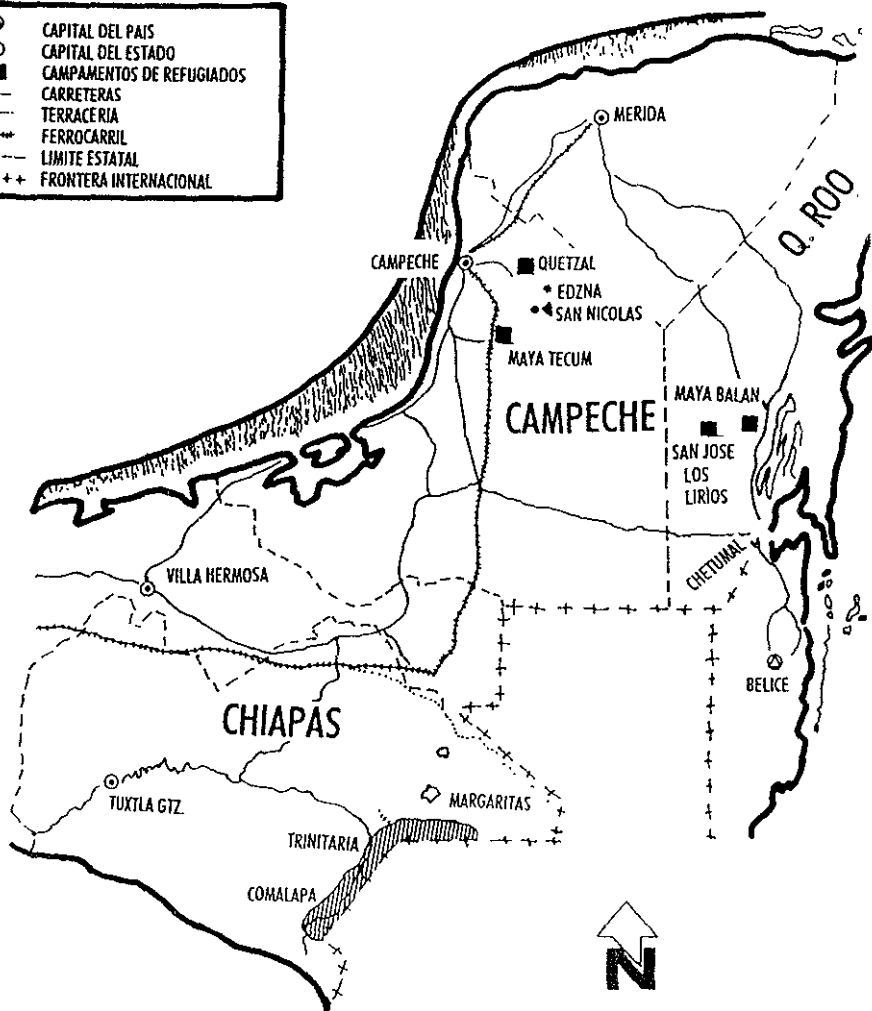 CAPITAL DEL PAIS
CAPITAL DEL ESTADO
CAMPAMENTOS DE REFUGIADOS
CARRETERAS
TERRACERIA
FERROCARRIL
LIMITE ESTATAL
FRONTERA INTERNACIONAL
MERIDA
Q. ROO
CAMPECHE
QUETZAL
EDZNA
SAN NICOLAS
MAYA TECUM
CAMPECHE
MAYA BALAN
SAN JOSE
LOS
LIRIOS
CHETUMAL
VILLA HERMOSA
BELICE
CHIAPAS
TUXTLA GTZ.
MARGARITAS
TRINITARIA
COMALAPA
N